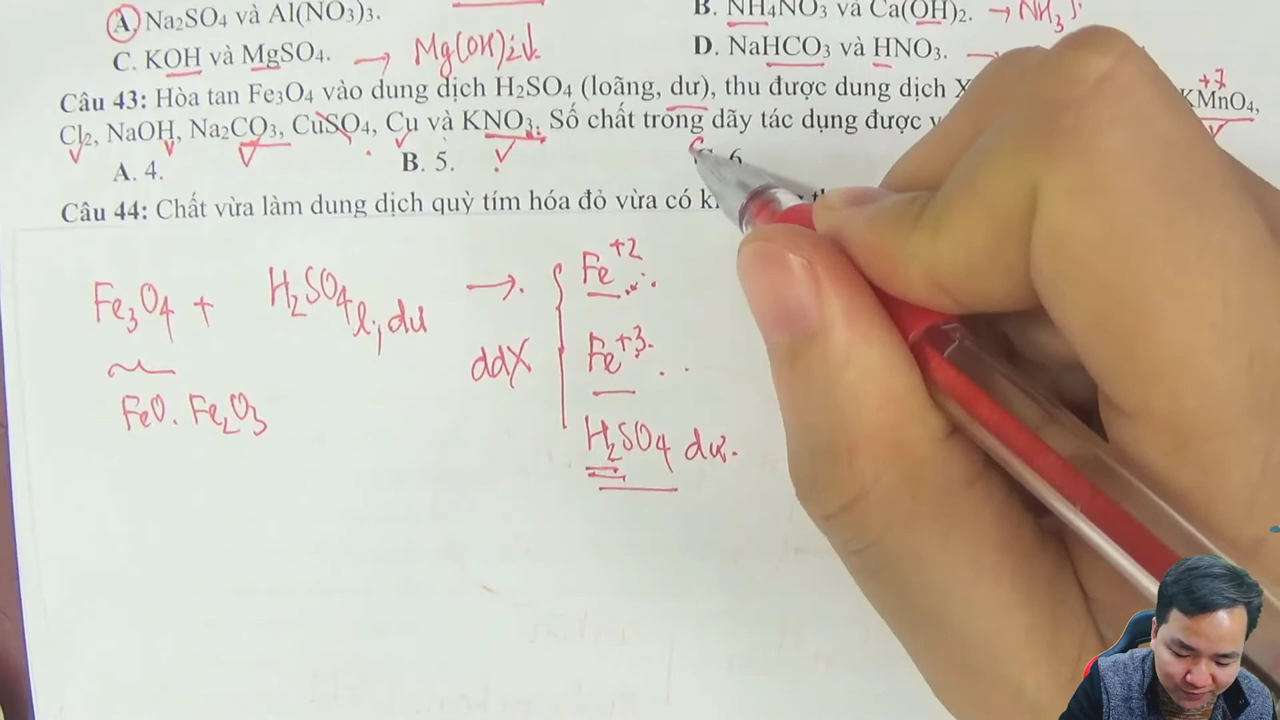 A, Na₂SO₄ và Al(NO₃)₃.
B. NH₄NO₃ và Ca(OH)₂. → NH₃
C. KOH và MgSO₄. → Mg(OH)₂↓
D. NaHCO₃ và HNO₃. →
Câu 43: Hòa tan Fe₃O₄ vào dung dịch H₂SO₄ (loãng, dư), thu được dung dịch X
+7
KMnO₄,
Cl₂, NaOH, Na₂CO₃, CuSO₄, Cu và KNO₃. Số chất trong dãy tác dụng được
A. 4.
B. 5.
6
Câu 44: Chất vừa làm dung dịch quỳ tím hóa đỏ vừa có
Fe₃O₄ + H₂SO₄ l, dư →
FeO. Fe₂O₃
ddX
Fe⁺²
Fe⁺³
H₂SO₄ dư.